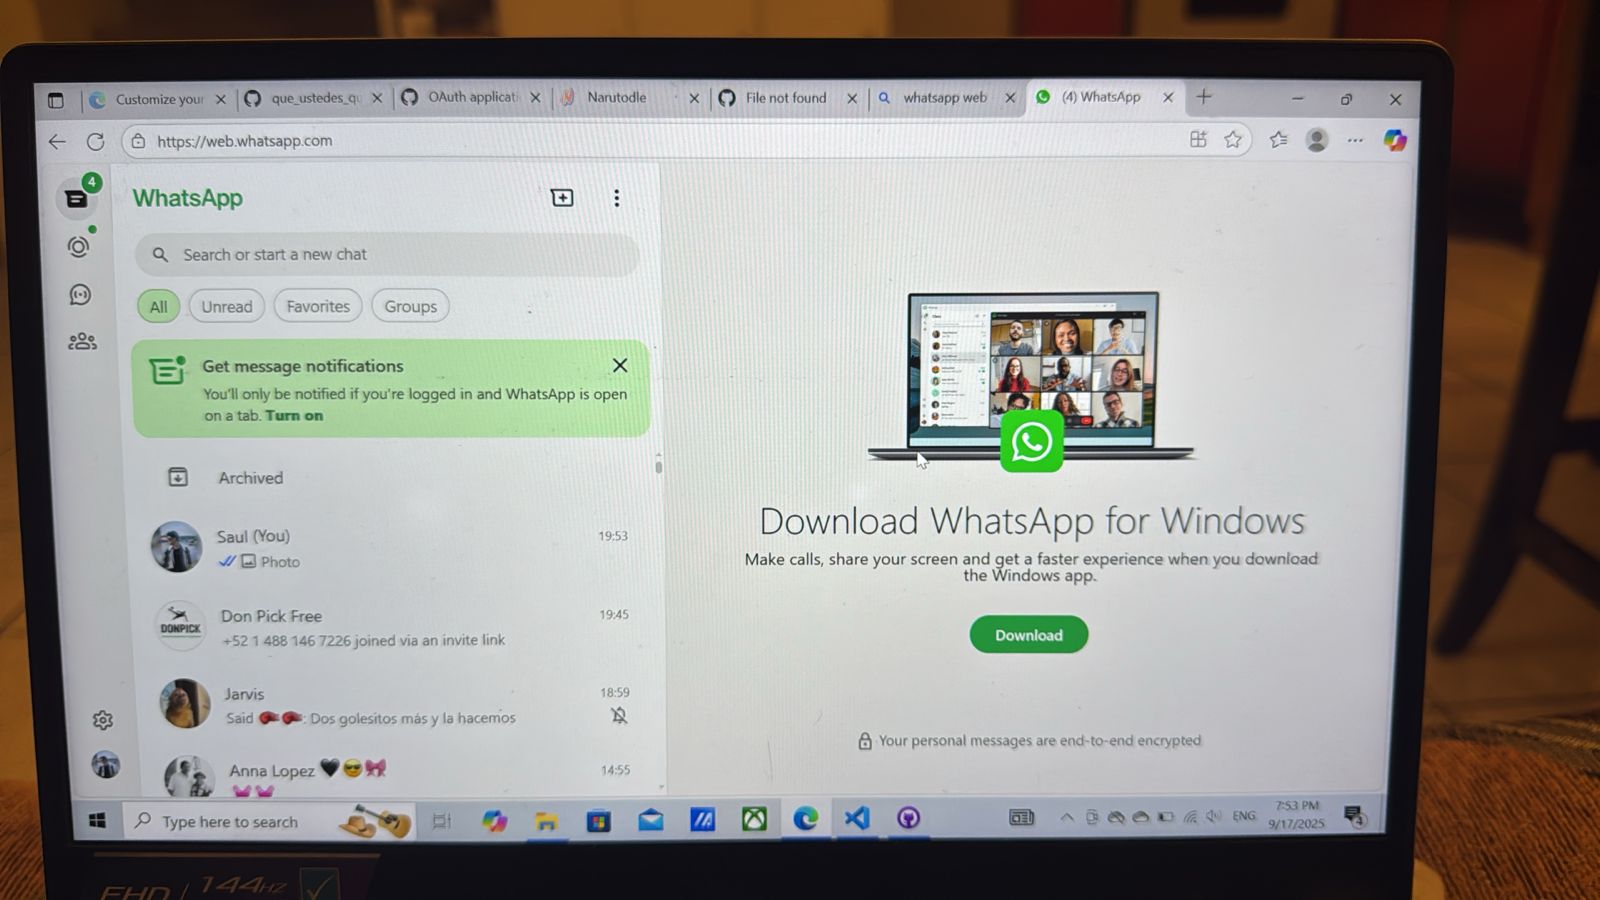 Customize your
que_ustedes_qu
OAuth applicati
Narutodle
File not found
whatsapp web
(4) WhatsApp
https://web.whatsapp.com
4
WhatsApp
Search or start a new chat
All
Unread
Favorites
Groups
Get message notifications
You'll only be notified if you're logged in and WhatsApp is open
on a tab. Turn on
Archived
Saul (You)
19:53
Photo
DONPICK
Don Pick Free
19:45
+52 1 488 146 7226 joined via an invite link
Jarvis
18:59
Said 🥊🥊: Dos golesitos más y la hacemos
Anna Lopez 🖤😎🎀
14:55
Download WhatsApp for Windows
Make calls, share your screen and get a faster experience when you download
the Windows app.
Download
Your personal messages are end-to-end encrypted
Type here to search
ENG
7:53 PM
9/17/2025
4
FHD / 144HZ